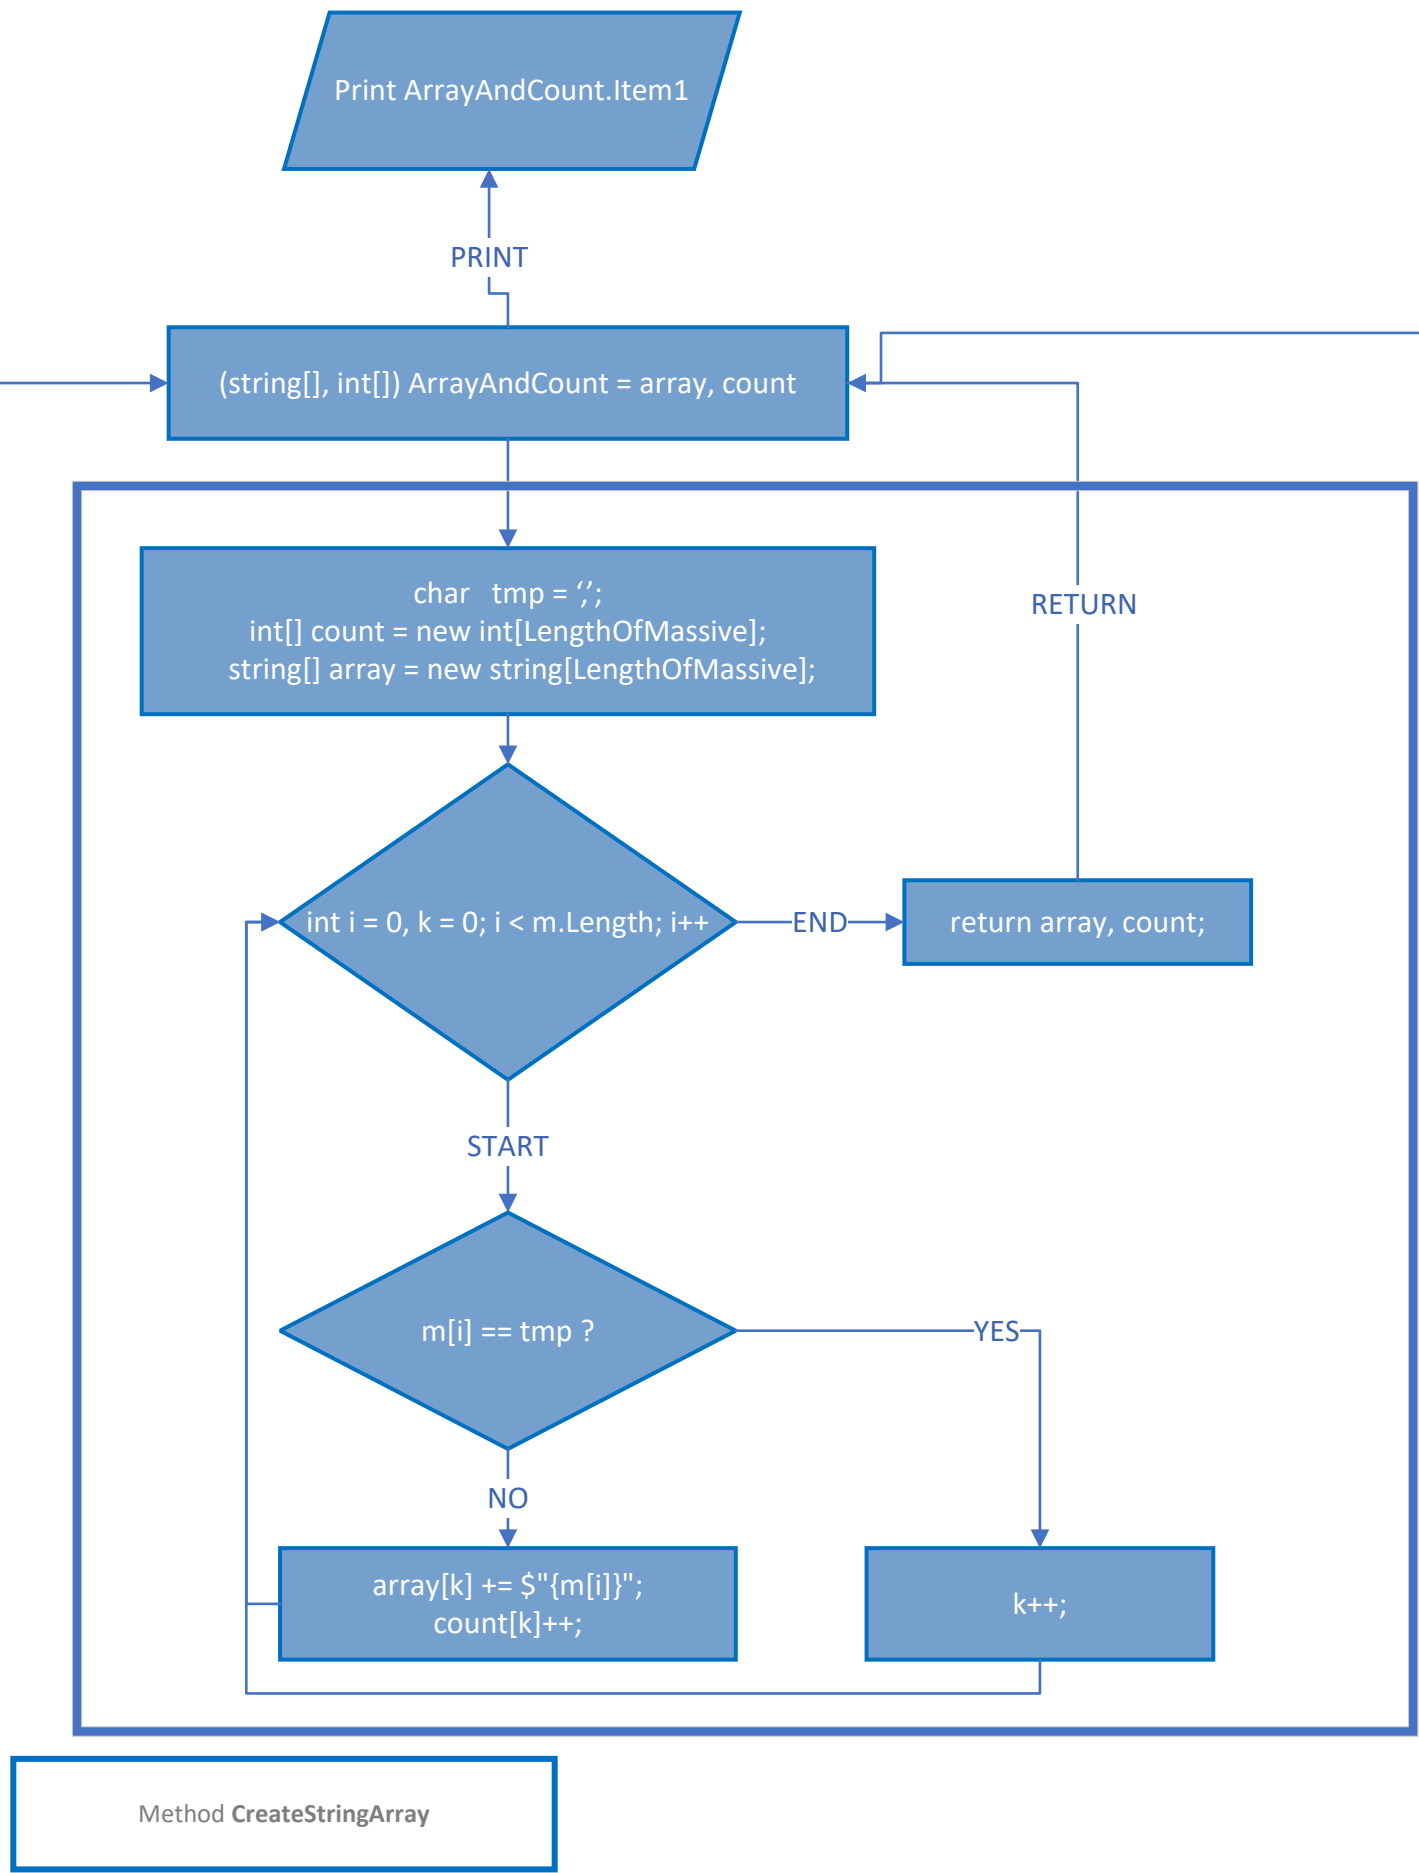 Print ArrayAndCount.Item1
PRINT
(string[], int[]) ArrayAndCount = array, count
char   tmp = ‘,’;
int[] count = new int[LengthOfMassive];
string[] array = new string[LengthOfMassive];
RETURN
int i = 0, k = 0; i < m.Length; i++
END
return array, count;
START
m[i] == tmp ?
YES
NO
array[k] += $"{m[i]}";
count[k]++;
k++;
Method CreateStringArray